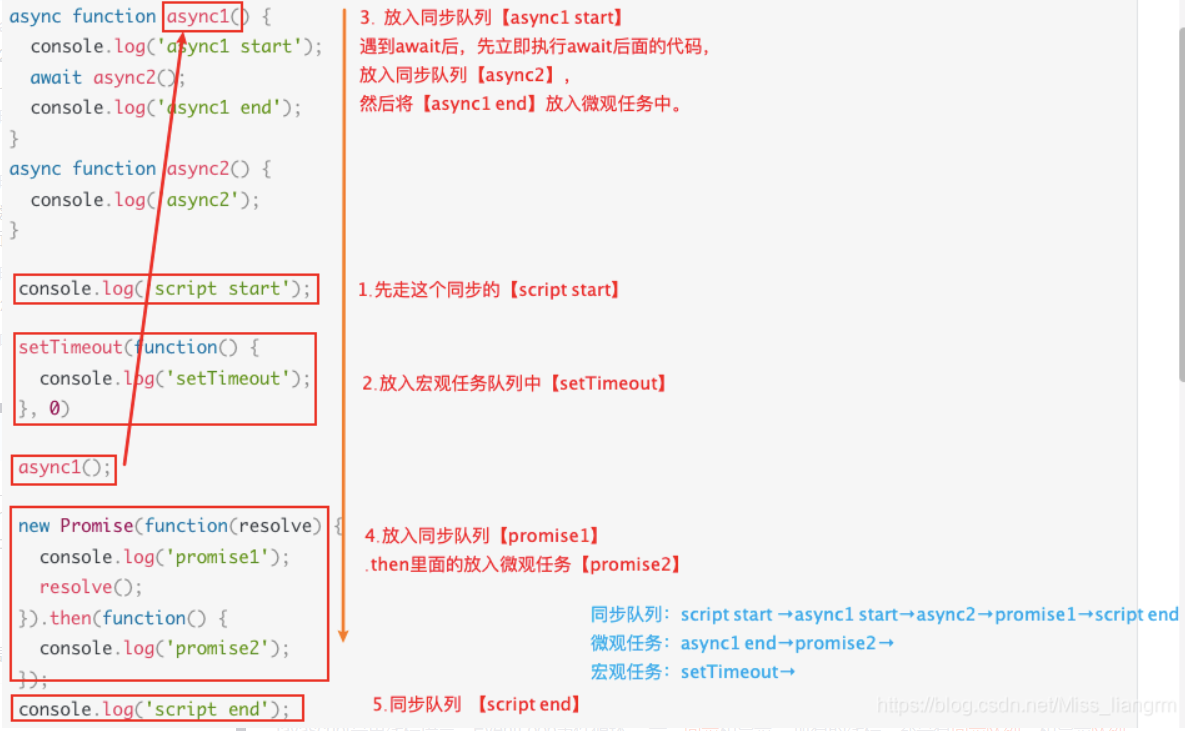 async function async1() {
console.log('async1 start');
await async2();
console.log('async1 end');
}
async function async2() {
console.log('async2');
}
console.log('script start');
setTimeout(function() {
console.log('setTimeout');
}, 0)
async1();
new Promise(function(resolve) {
console.log('promise1');
resolve();
}).then(function() {
console.log('promise2');
});
console.log('script end');
3. 放入同步队列【async1 start】
遇到await后，先立即执行await后面的代码，
放入同步队列【async2】，
然后将【async1 end】放入微观任务中。
1.先走这个同步的【script start】
2.放入宏观任务队列中【setTimeout】
4.放入同步队列【promise1】
.then里面的放入微观任务【promise2】
同步队列：script start→async1 start→async2→promise1→script end
微观任务：async1 end→promise2→
宏观任务：setTimeout→
5.同步队列 【script end】
https://blog.csdn.net/Miss_liangrm